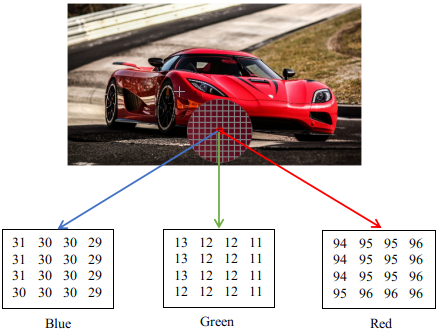 31 30 30 29
31 30 30 29
31 30 30 29
30 30 30 29
Blue
13 12 12 11
13 12 12 11
13 12 12 11
12 12 12 11
Green
94 95 95 96
94 95 95 96
94 95 95 96
95 96 96 96
Red